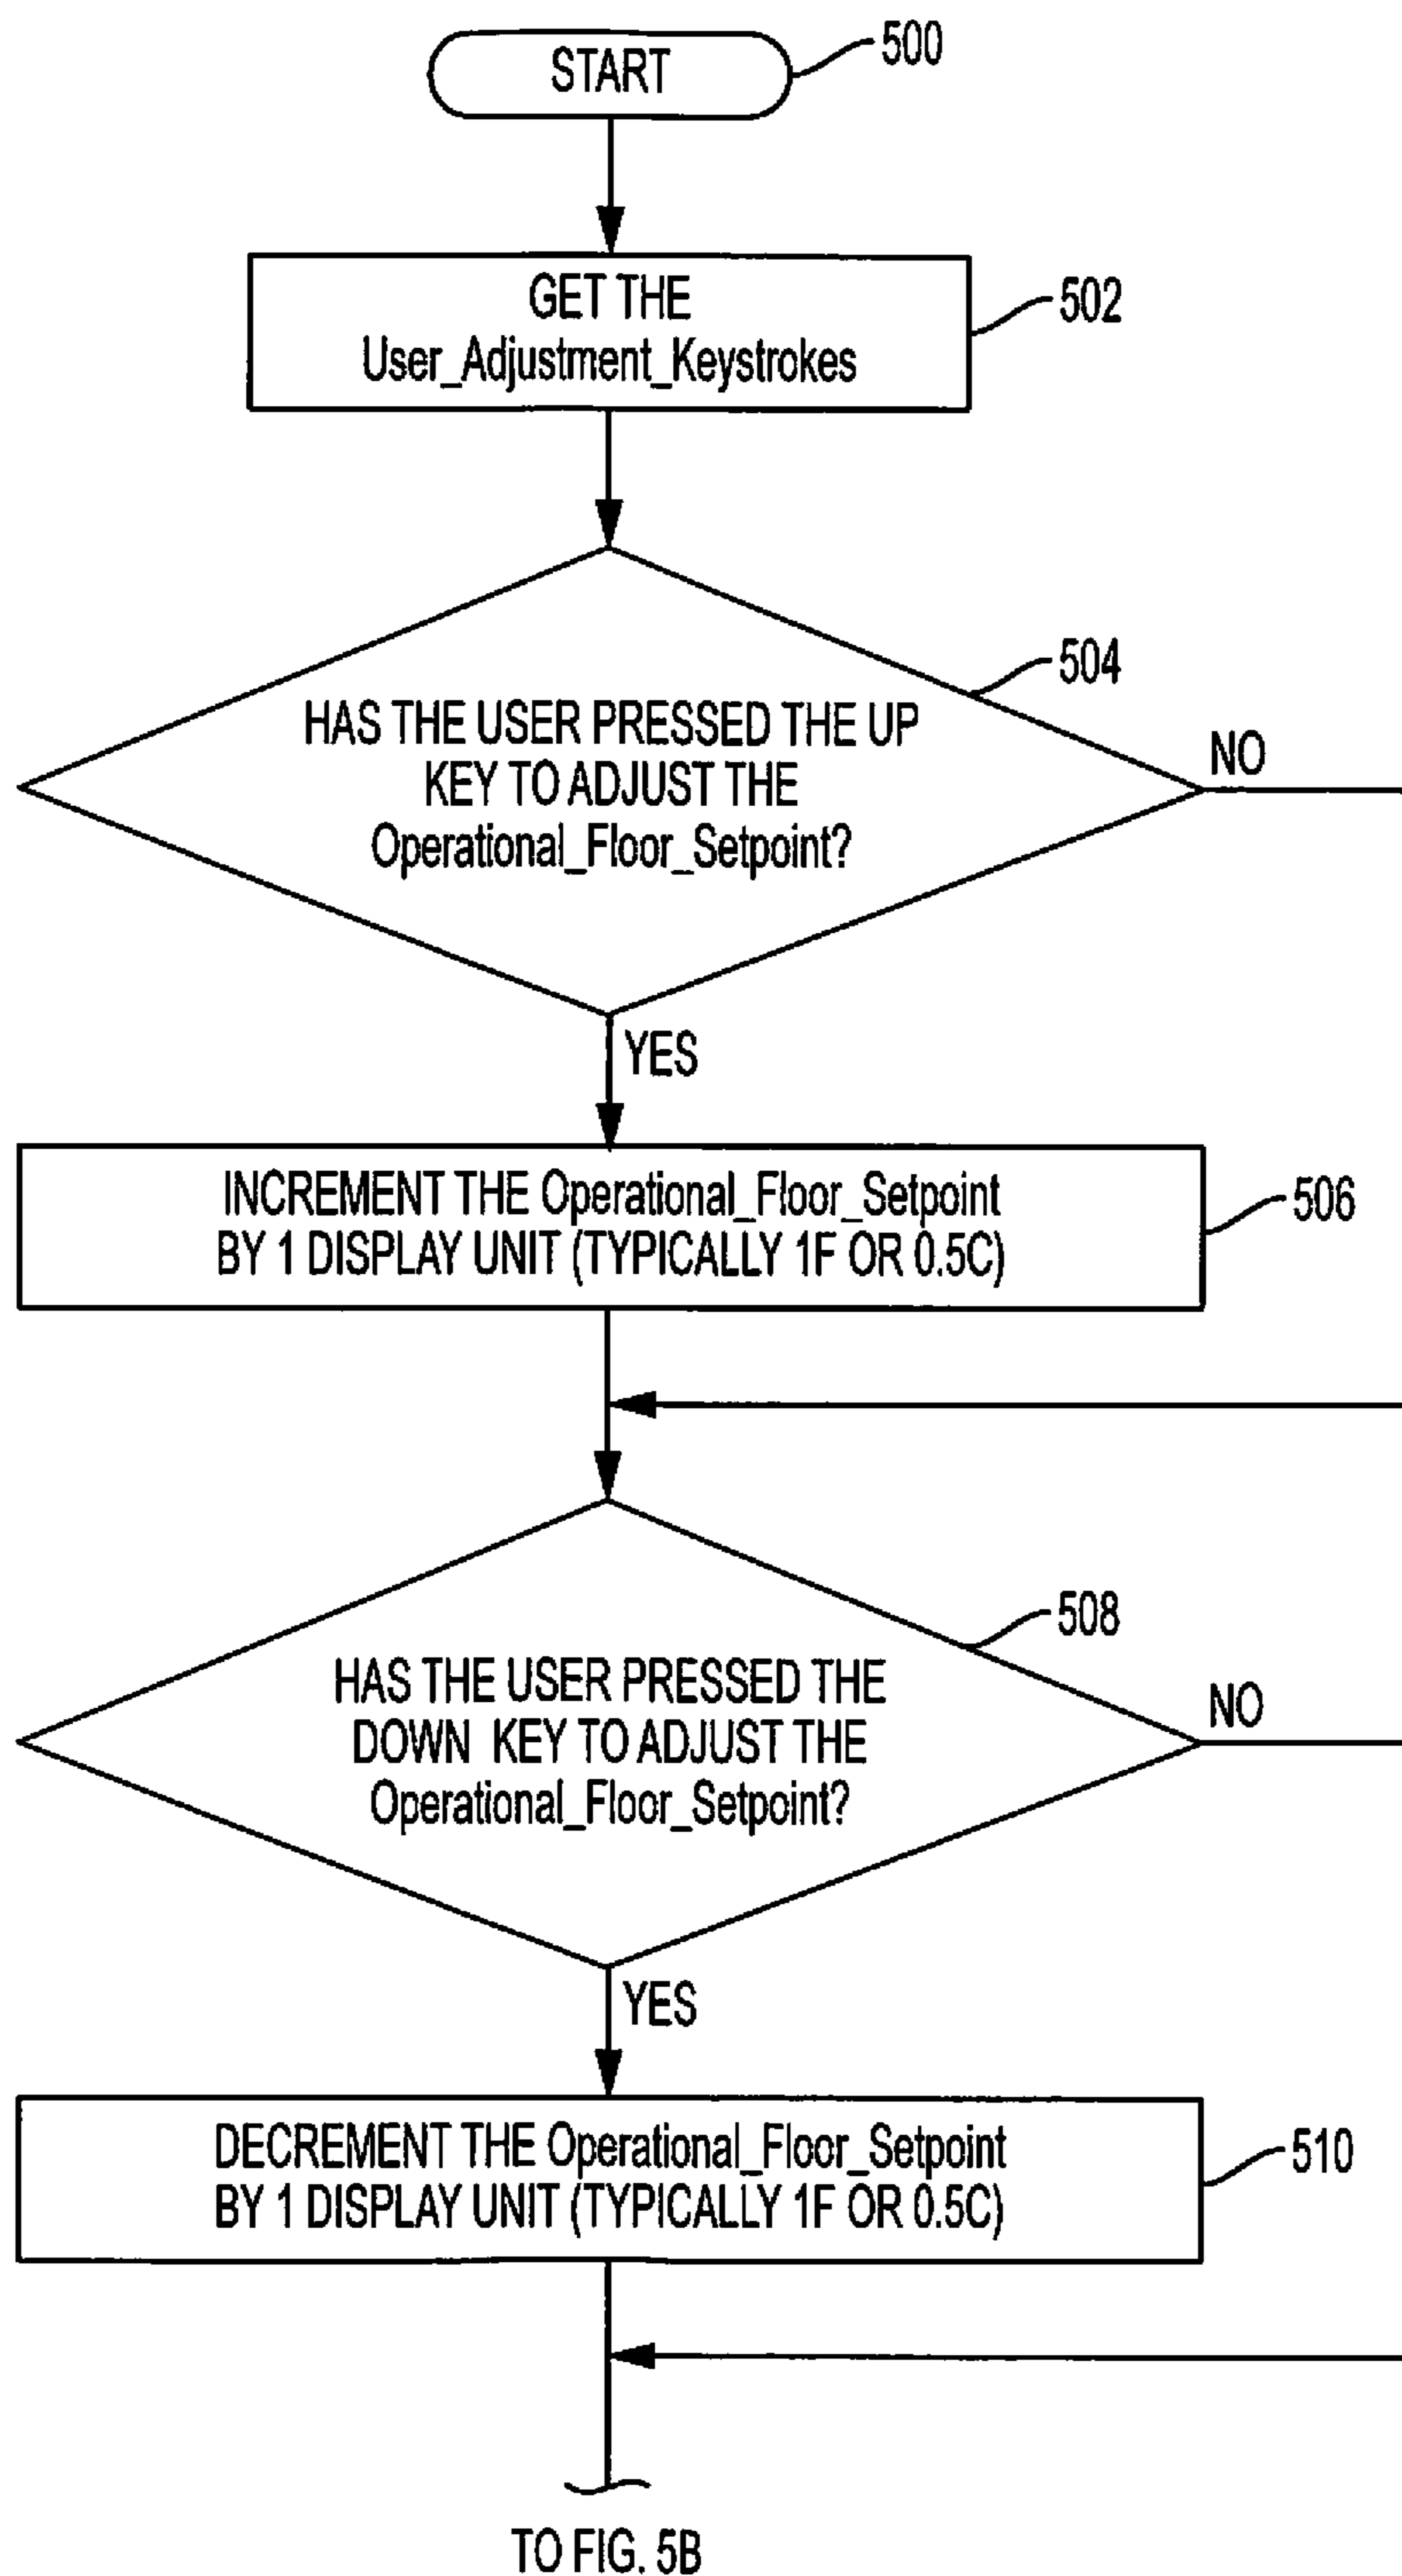 START
500
GET THE
User_Adjustment_Keystrokes
502
504
HAS THE USER PRESSED THE UP
KEY TO ADJUST THE
Operational_Floor_Setpoint?
NO
YES
INCREMENT THE Operational_Floor_Setpoint
BY 1 DISPLAY UNIT (TYPICALLY 1F OR 0.5C)
506
508
HAS THE USER PRESSED THE
DOWN KEY TO ADJUST THE
Operational_Floor_Setpoint?
NO
YES
DECREMENT THE Operational_Floor_Setpoint
BY 1 DISPLAY UNIT (TYPICALLY 1F OR 0.5C)
510
TO FIG. 5B